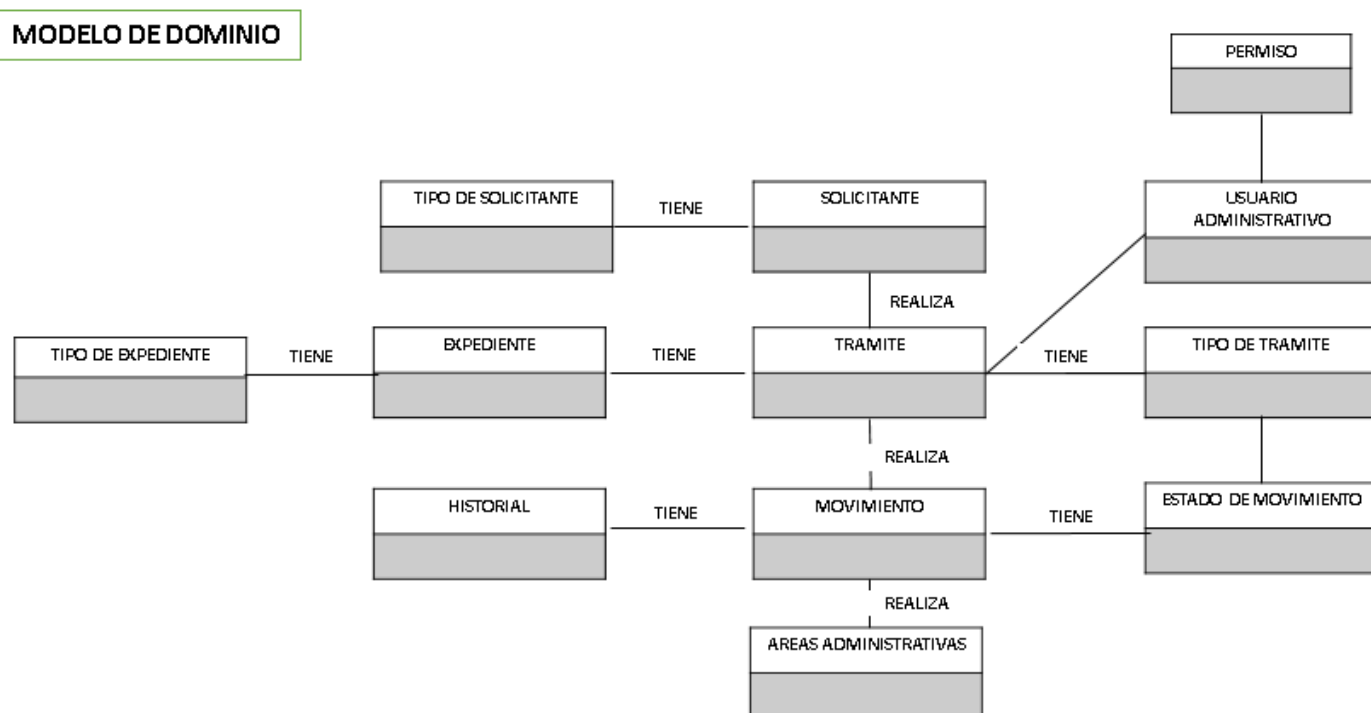 MODELO DE DOMINIO
PERMISO
TIPO DE SOLICITANTE
TIENE
SOLICITANTE
USUARIO
ADMINISTRATIVO
REALIZA
TIPO DE EXPEDIENTE
TIENE
EXPEDIENTE
TIENE
TRAMITE
TIENE
TIPO DE TRAMITE
REALIZA
HISTORIAL
TIENE
MOVIMIENTO
TIENE
ESTADO DE MOVIMIENTO
REALIZA
AREAS ADMINISTRATIVAS